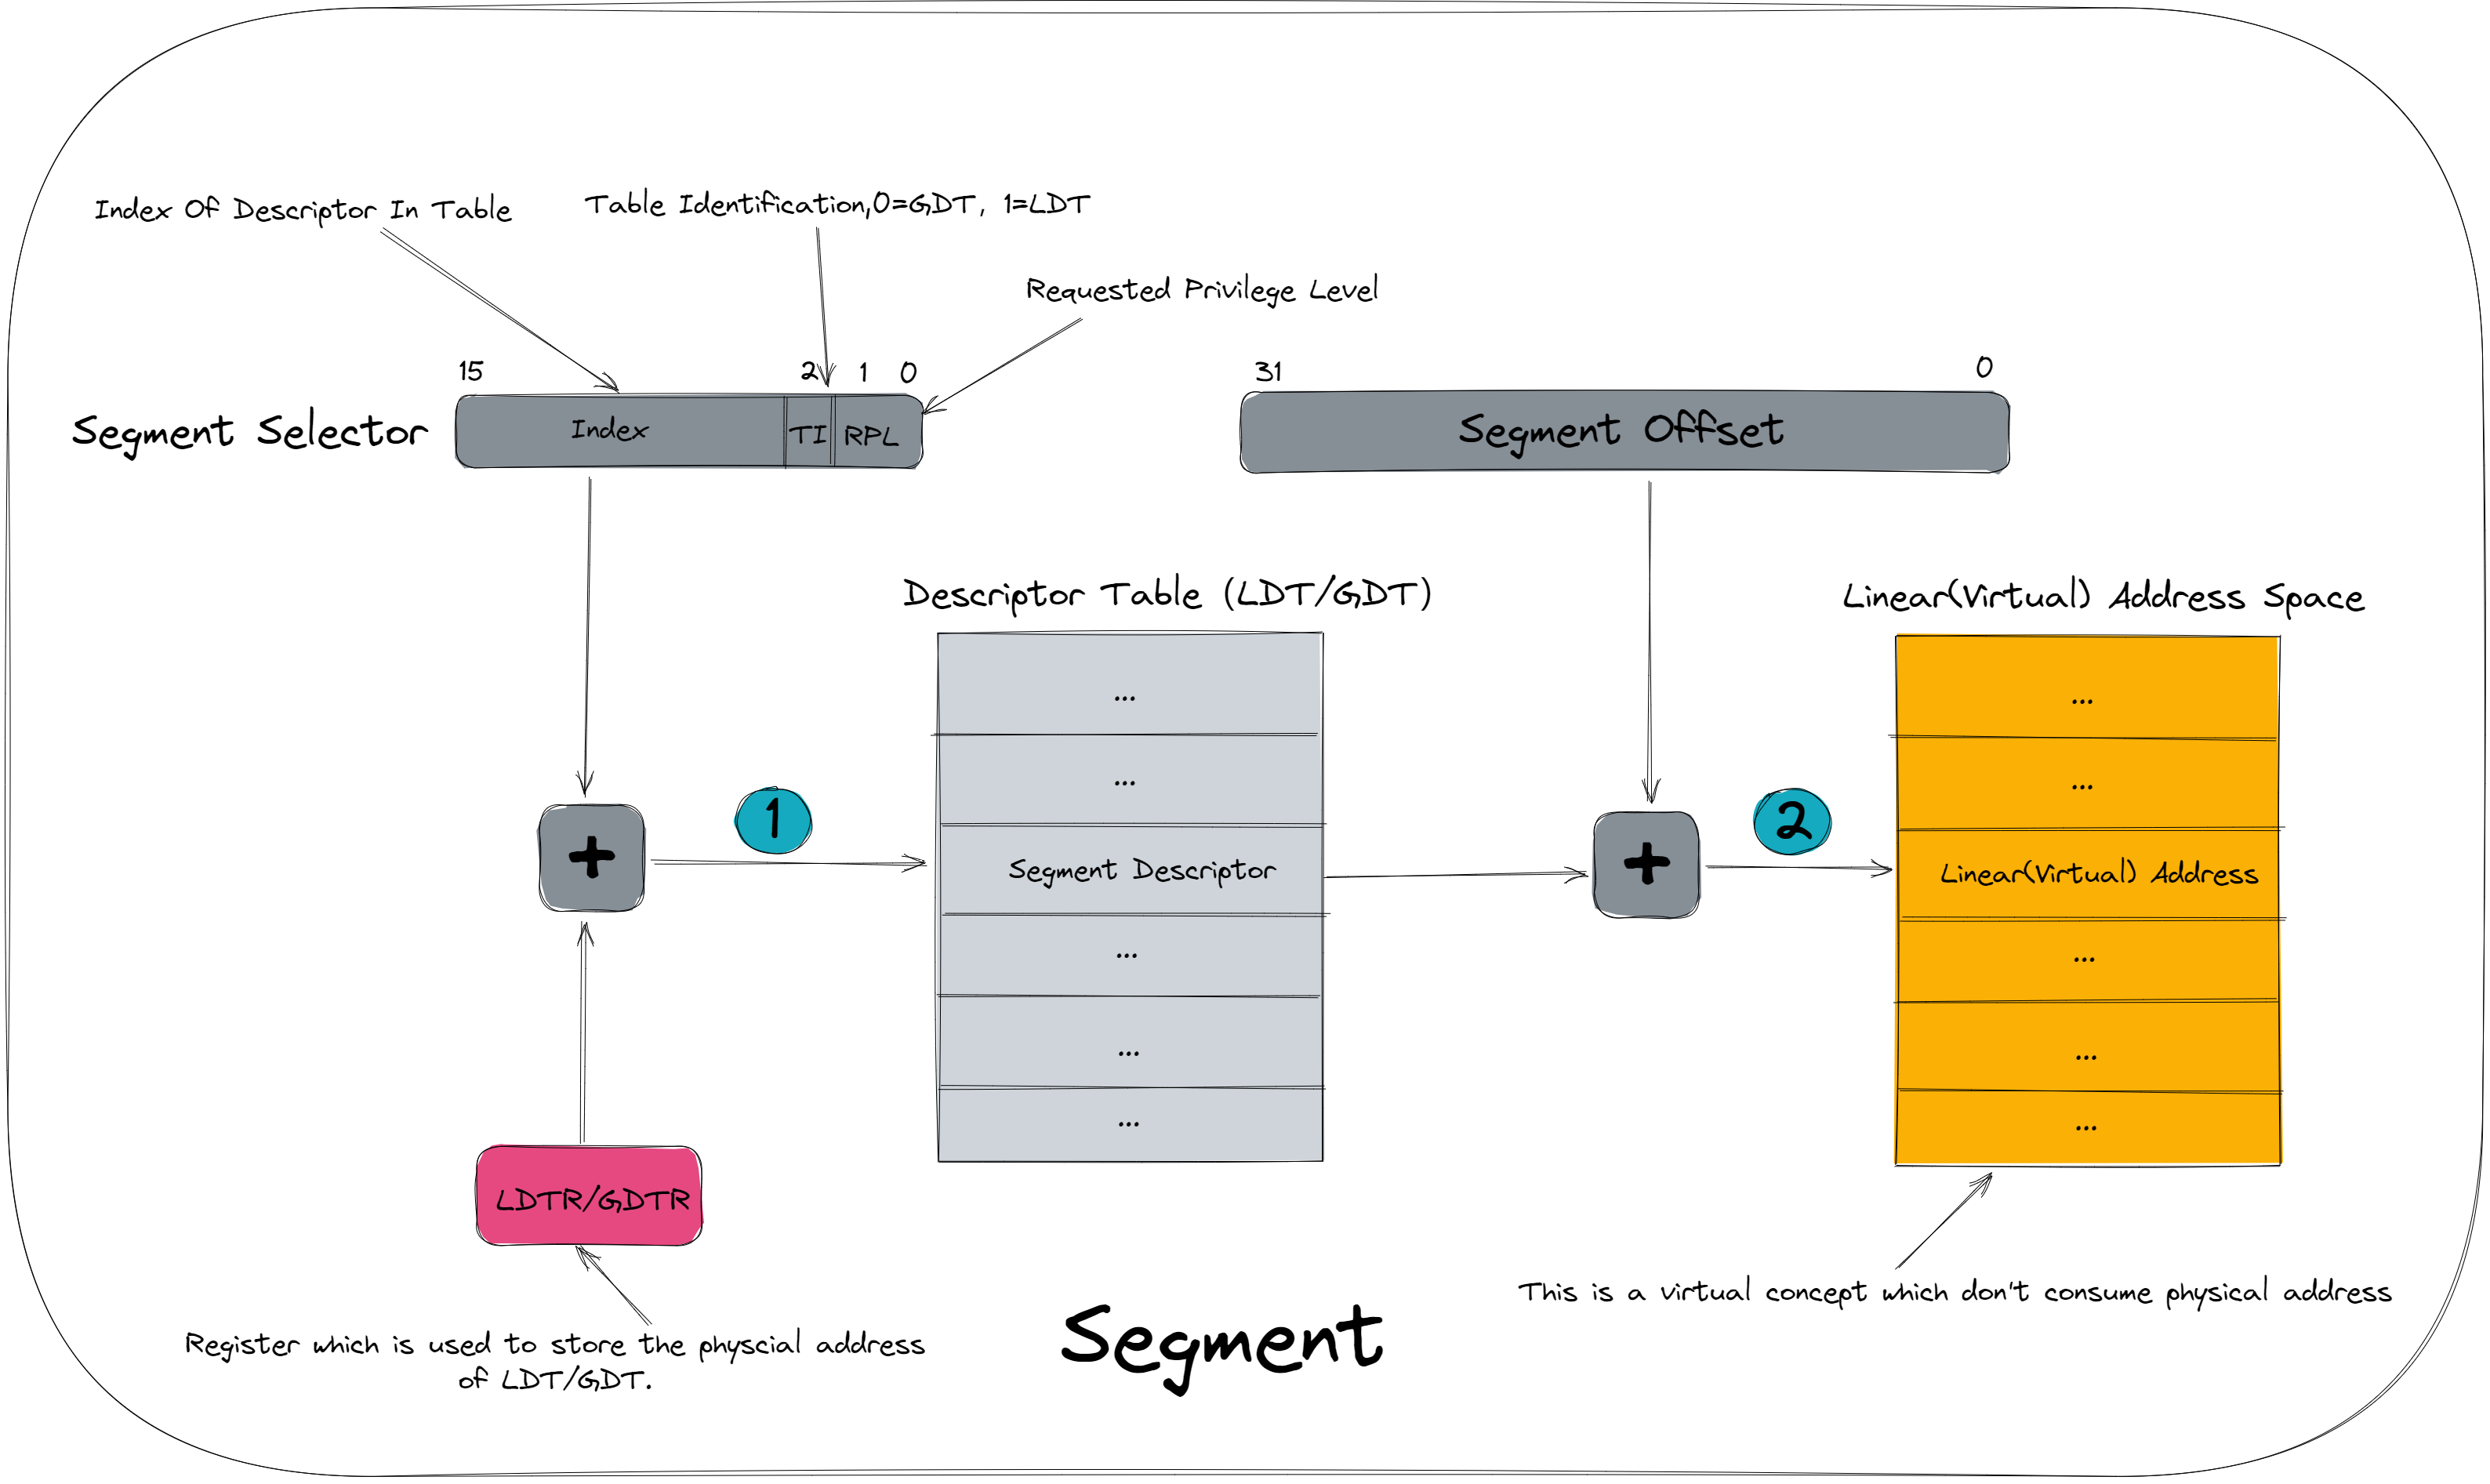 Index Of Descriptor In Table
Table Identification,0=GDT, 1=LDT
Requested Privilege Level
15
2
1
0
31
0
Segment Selector
Index
TI
RPL
Segment Offset
Descriptor Table (LDT/GDT)
Linear(Virtual) Address Space
...
...
...
...
+
1
Segment Descriptor
+
2
Linear(Virtual) Address
...
...
...
...
...
...
LDTR/GDTR
Register which is used to store the physcial address
of LDT/GDT.
Segment
This is a virtual concept which don't consume physical address